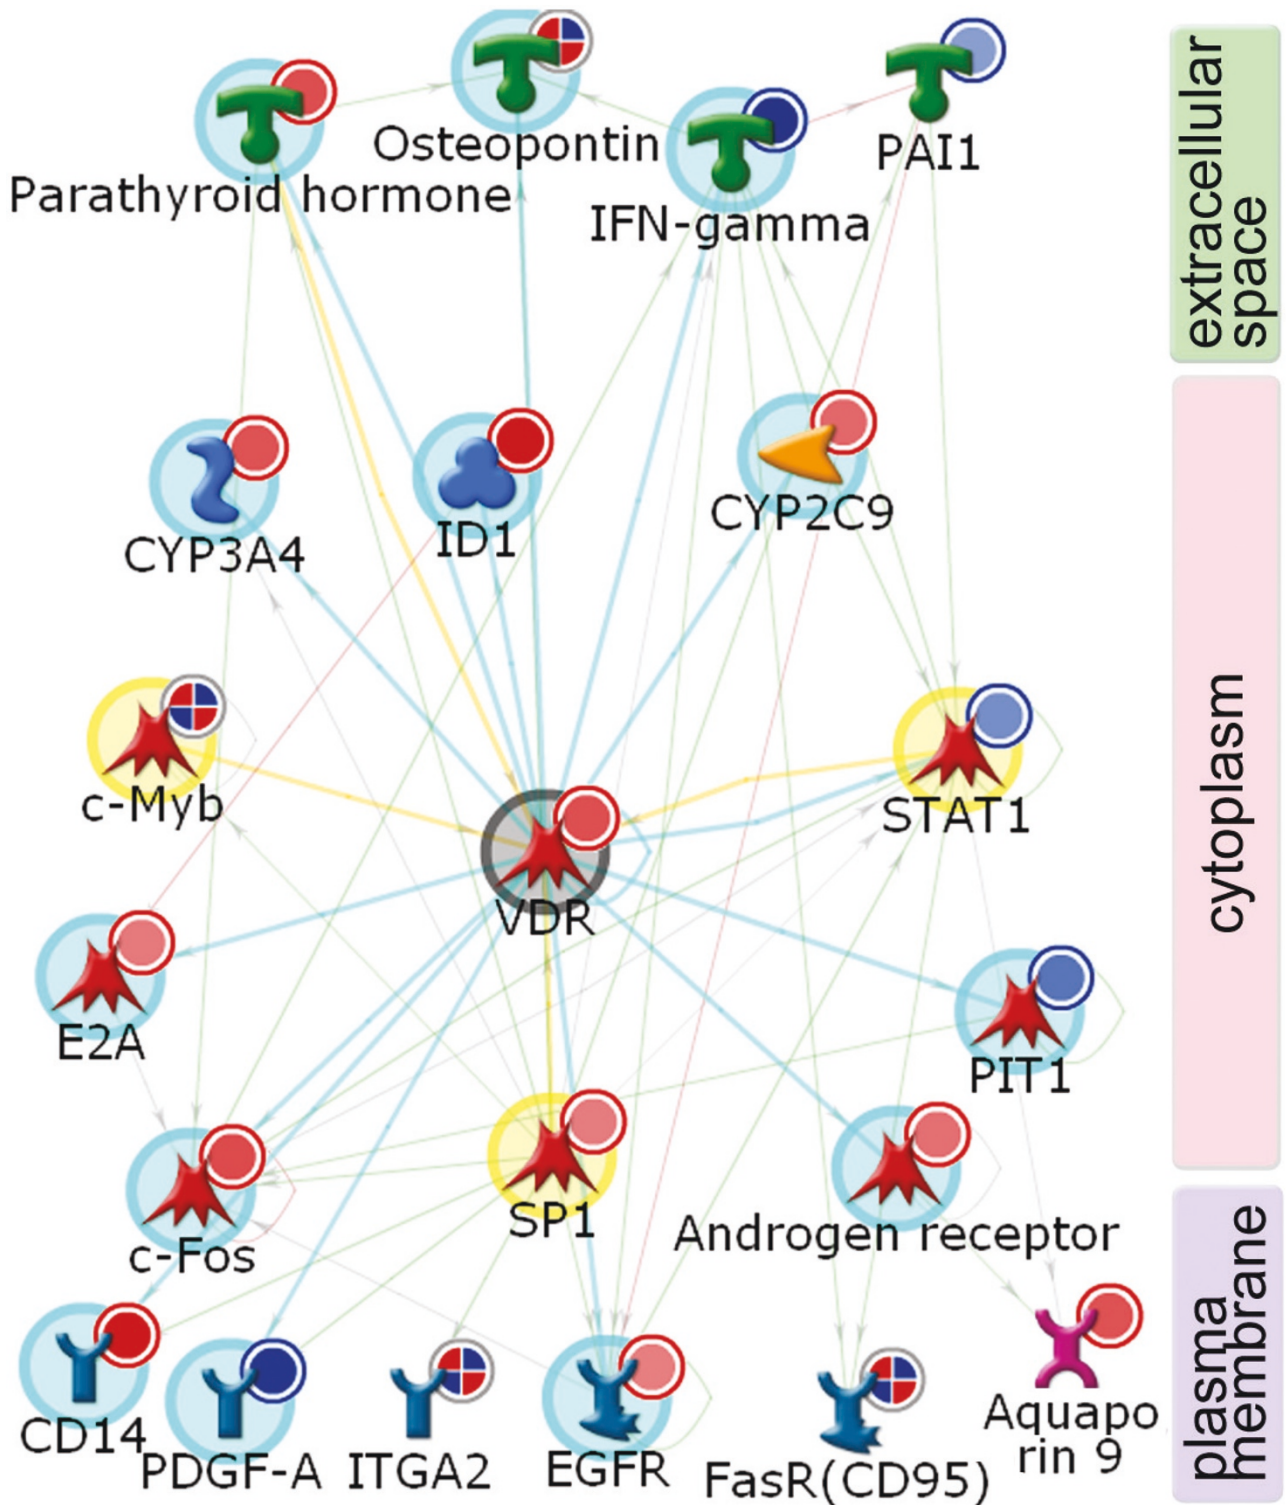 Osteopontin
PAI1
Parathyroid hormone
IFN-gamma
extracellular
space
CYP3A4
ID1
CYP2C9
c-Myb
STAT1
VDR
cytoplasm
E2A
PIT1
c-Fos
SP1
Androgen receptor
CD14
PDGF-A
ITGA2
EGFR
FasR(CD95)
Aquapo
rin 9
plasma
membrane